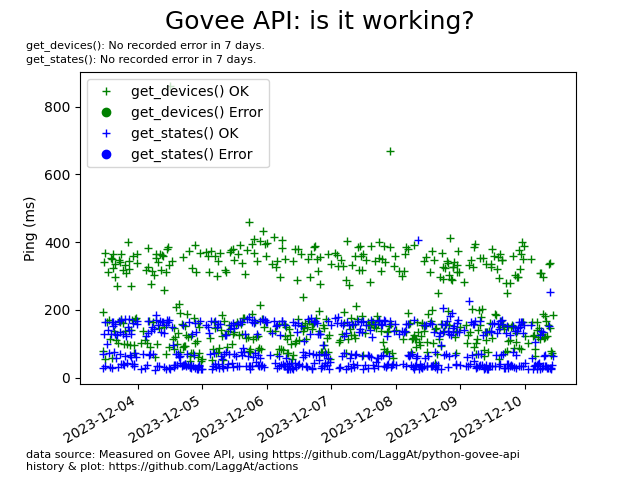 Govee API: is it working?
get_devices(): No recorded error in 7 days.
get_states(): No recorded error in 7 days.
get_devices() OK
get_devices() Error
get_states() OK
get_states() Error
800
600
400
200
0
Ping (ms)
2023-12-04
2023-12-05
2023-12-06
2023-12-07
2023-12-08
2023-12-09
2023-12-10
data source: Measured on Govee API, using https://github.com/LaggAt/python-govee-api
history & plot: https://github.com/LaggAt/actions